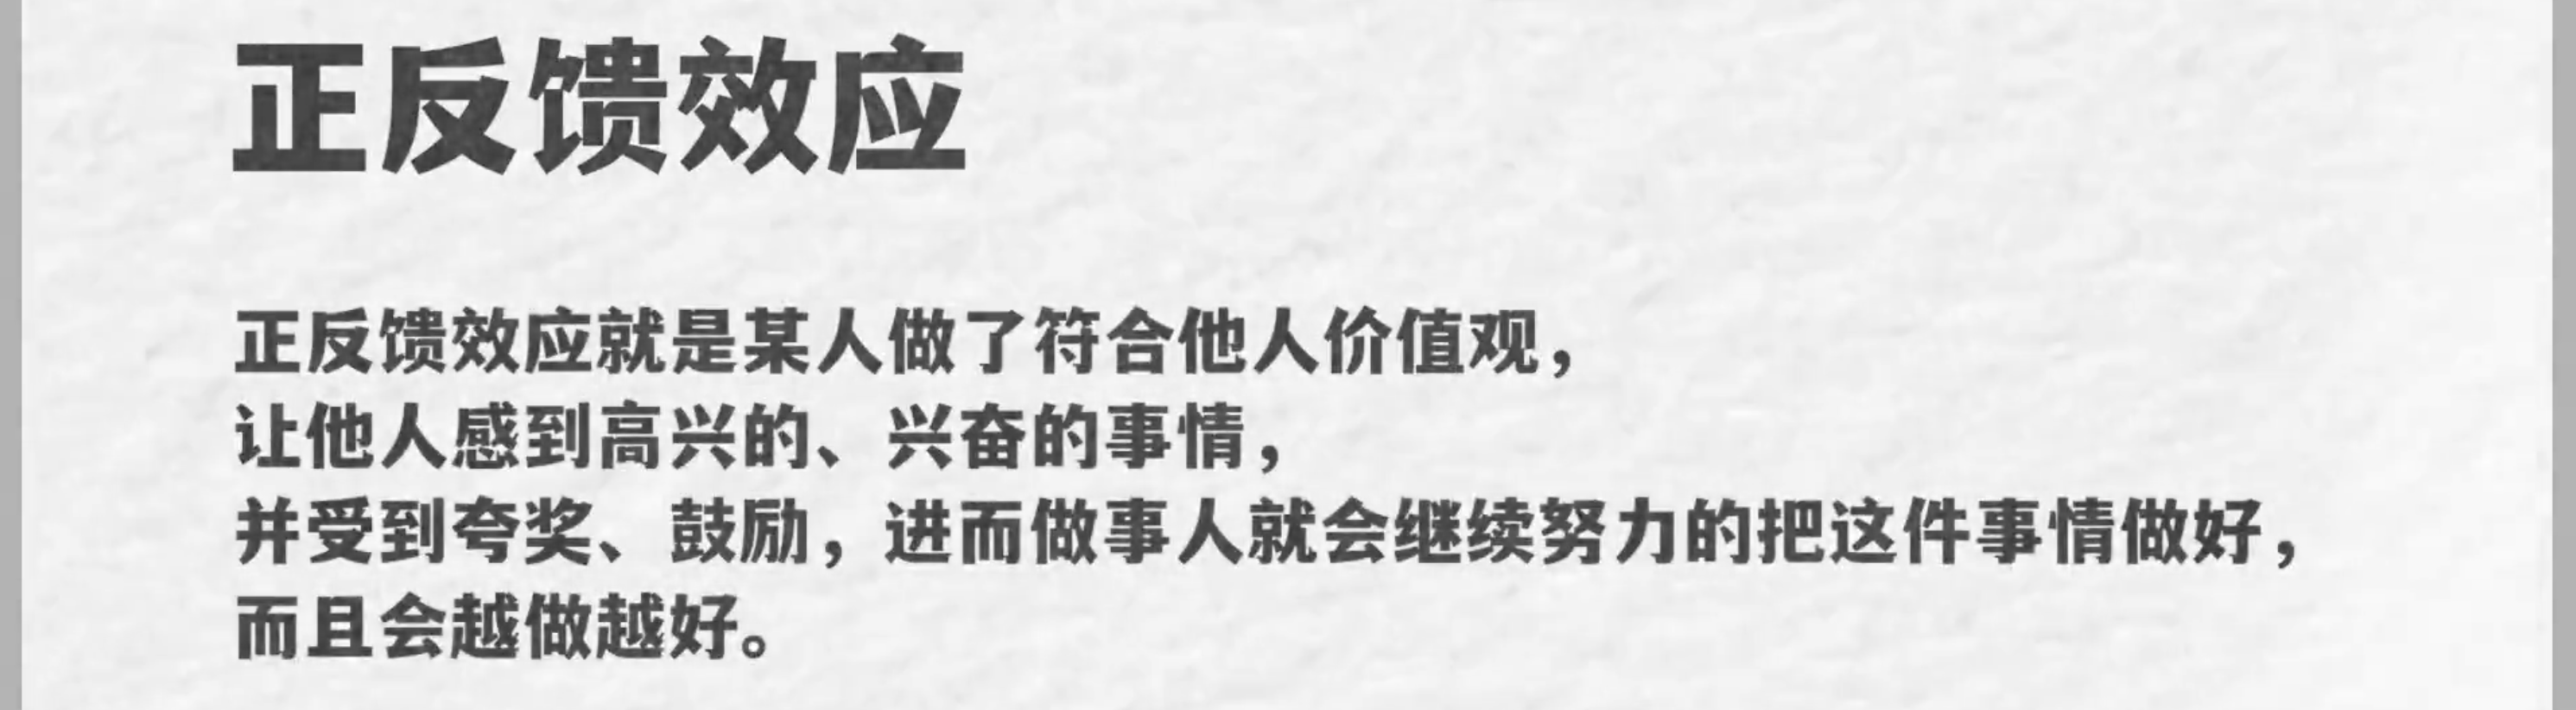 正反馈效应
正反馈效应就是某人做了符合他人价值观，
让他人感到高兴的、兴奋的事情，
并受到夸奖、鼓励，进而做事人就会继续努力的把这件事情做好，
而且会越做越好。